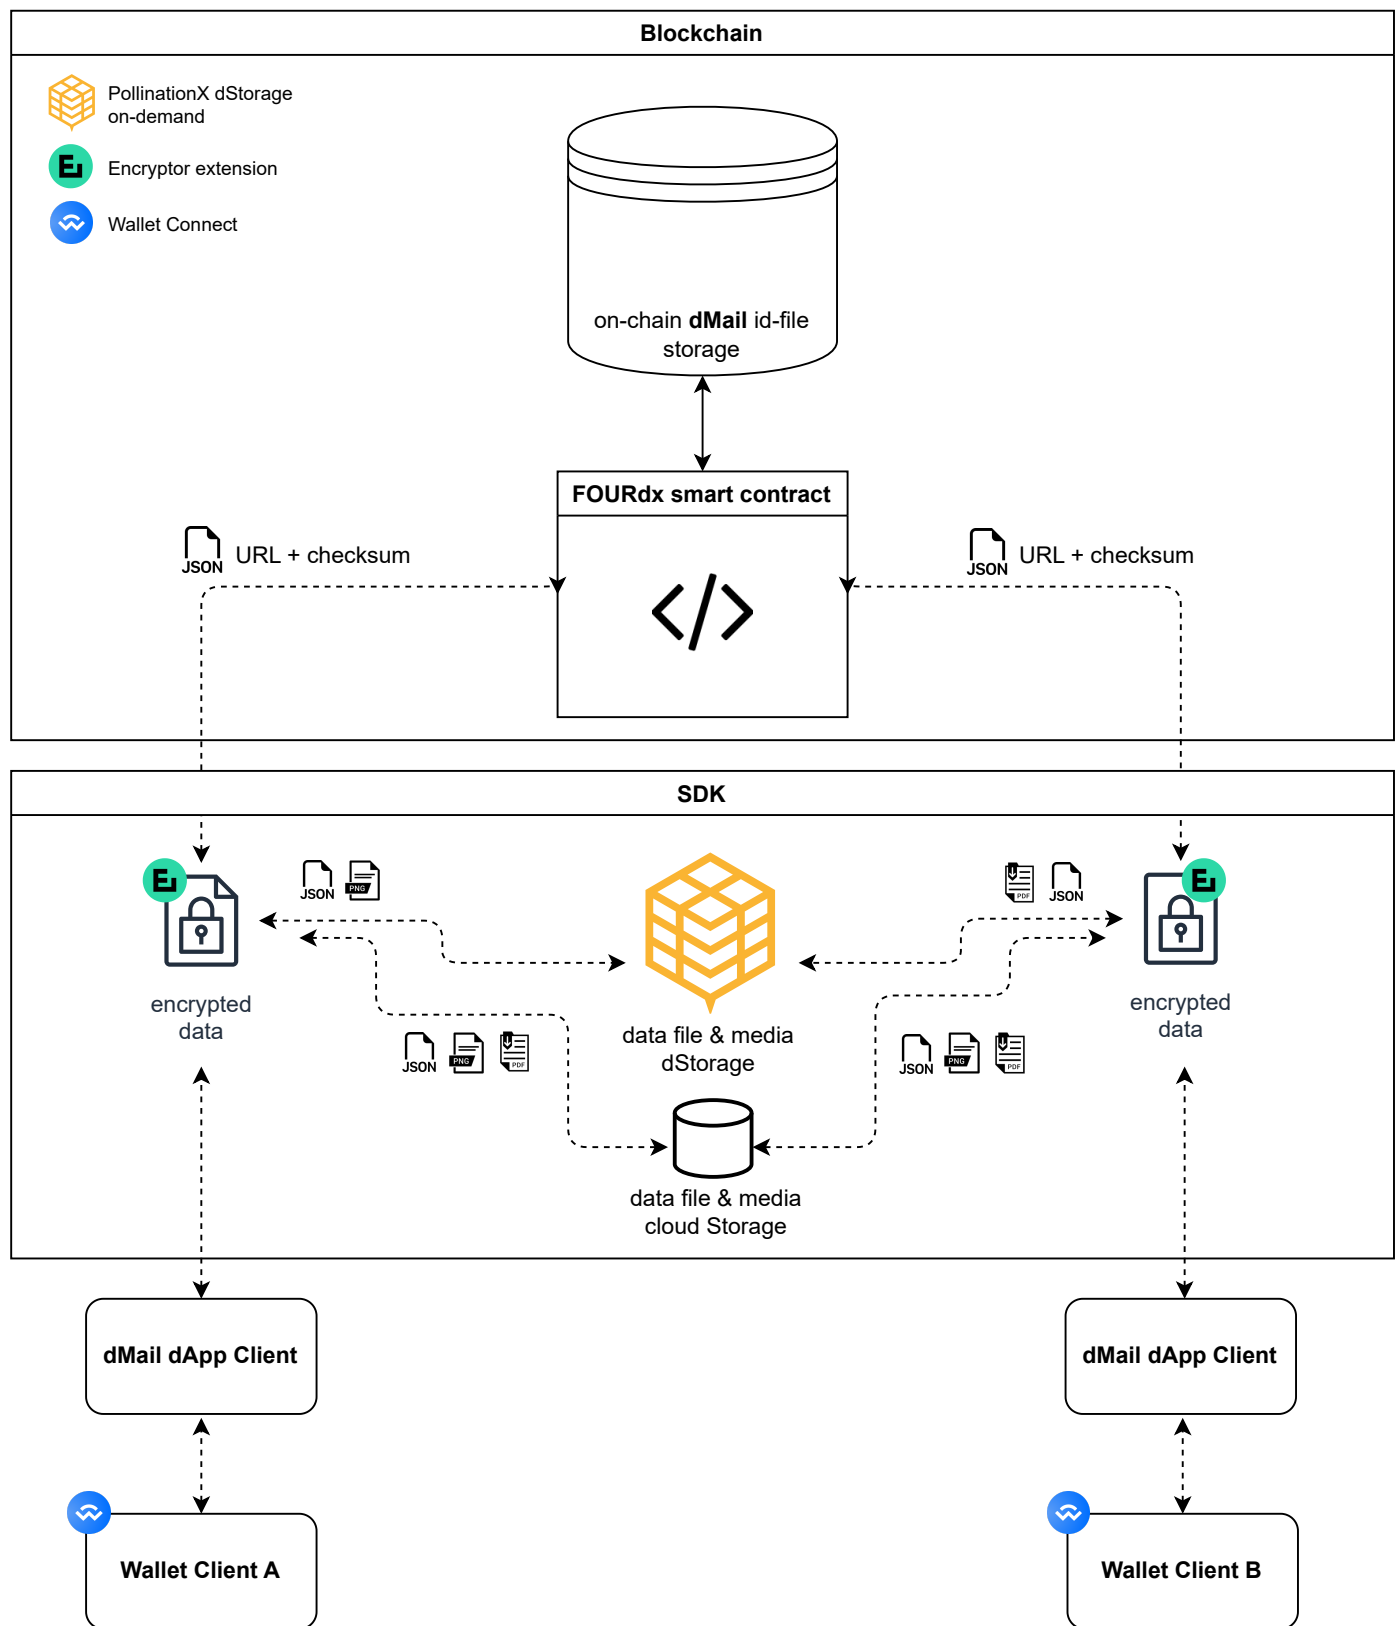 Blockchain
PollinationX dStorage
on-demand
Encryptor extension
Wallet Connect
on-chain dMail id-file
storage
FOURdx smart contract
JSON
URL + checksum
JSON
URL + checksum
</>
SDK
JSON
PNG
PDF
JSON
encrypted
data
data file & media
dStorage
encrypted
data
JSON
PNG
PDF
JSON
PNG
PDF
data file & media
cloud Storage
dMail dApp Client
dMail dApp Client
Wallet Client A
Wallet Client B